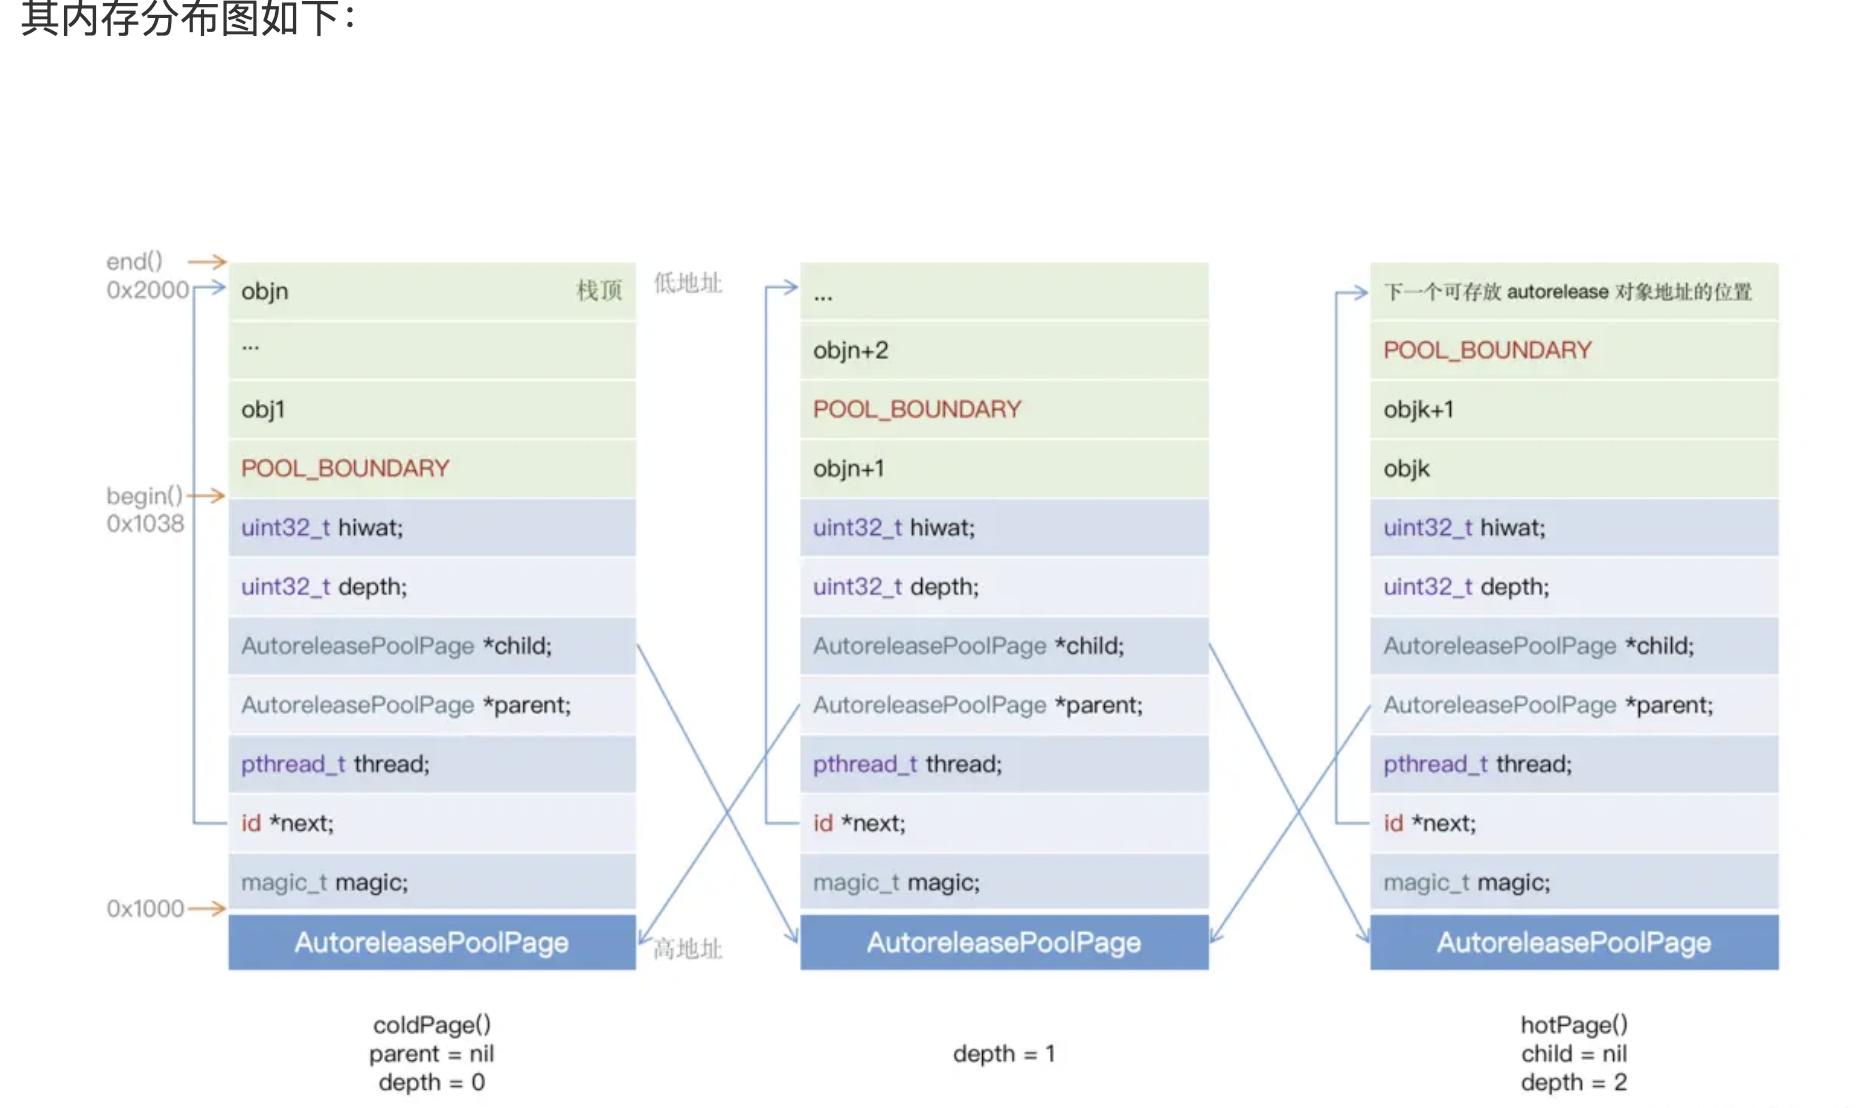 其内存分布图如下：
end()
0x2000
objn 栈顶
低地址
...
obj1
POOL_BOUNDARY
begin()
0x1038
uint32_t hiwat;
uint32_t depth;
AutoreleasePoolPage *child;
AutoreleasePoolPage *parent;
pthread_t thread;
id *next;
magic_t magic;
0x1000
AutoreleasePoolPage
高地址
coldPage()
parent = nil
depth = 0
...
objn+2
POOL_BOUNDARY
objn+1
uint32_t hiwat;
uint32_t depth;
AutoreleasePoolPage *child;
AutoreleasePoolPage *parent;
pthread_t thread;
id *next;
magic_t magic;
AutoreleasePoolPage
depth = 1
下一个可存放 autorelease 对象地址的位置
POOL_BOUNDARY
objk+1
objk
uint32_t hiwat;
uint32_t depth;
AutoreleasePoolPage *child;
AutoreleasePoolPage *parent;
pthread_t thread;
id *next;
magic_t magic;
AutoreleasePoolPage
hotPage()
child = nil
depth = 2